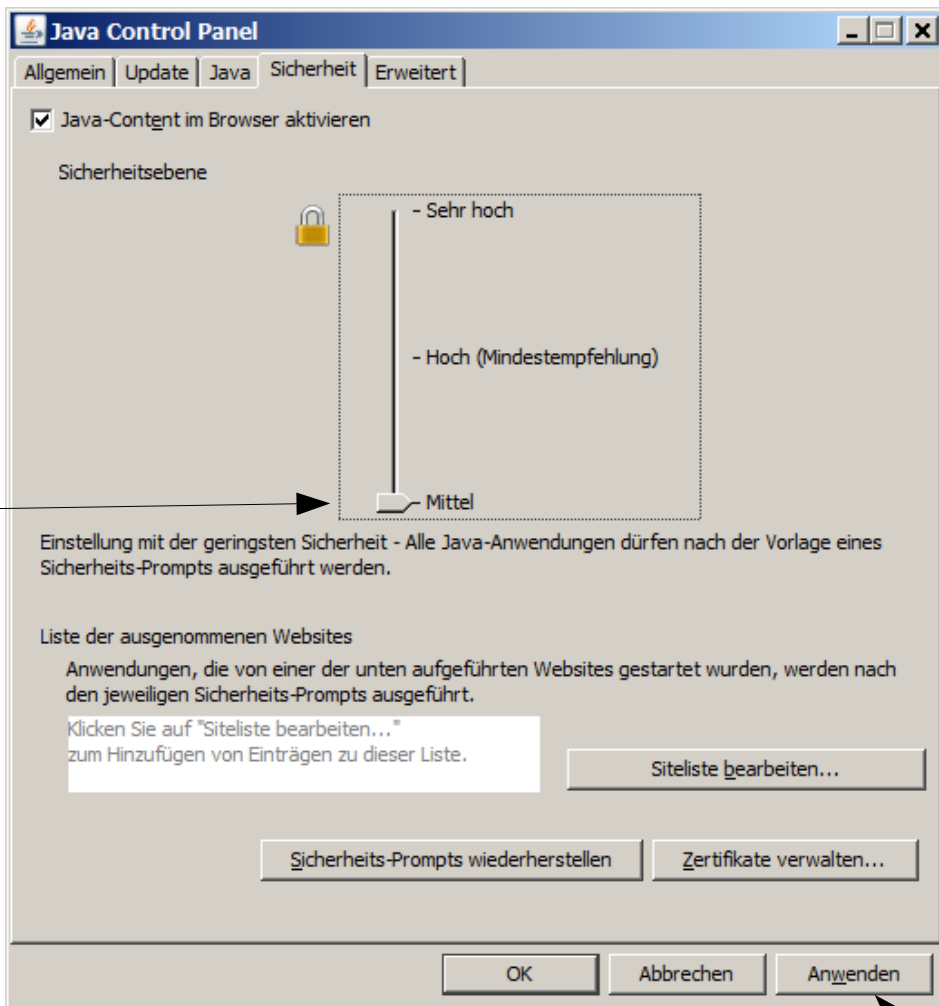 Java Control Panel
Allgemein Update Java Sicherheit Erweitert
Java-Content im Browser aktivieren
Sicherheitsebene
- Sehr hoch
- Hoch (Mindestempfehlung)
- Mittel
Einstellung mit der geringsten Sicherheit - Alle Java-Anwendungen dürfen nach der Vorlage eines
Sicherheits-Prompts ausgeführt werden.
Liste der ausgenommenen Websites
Anwendungen, die von einer der unten aufgeführten Websites gestartet wurden, werden nach
den jeweiligen Sicherheits-Prompts ausgeführt.
Klicken Sie auf "Siteliste bearbeiten..."
zum Hinzufügen von Einträgen zu dieser Liste.
Siteliste bearbeiten...
Sicherheits-Prompts wiederherstellen Zertifikate verwalten...
OK Abbrechen Anwenden